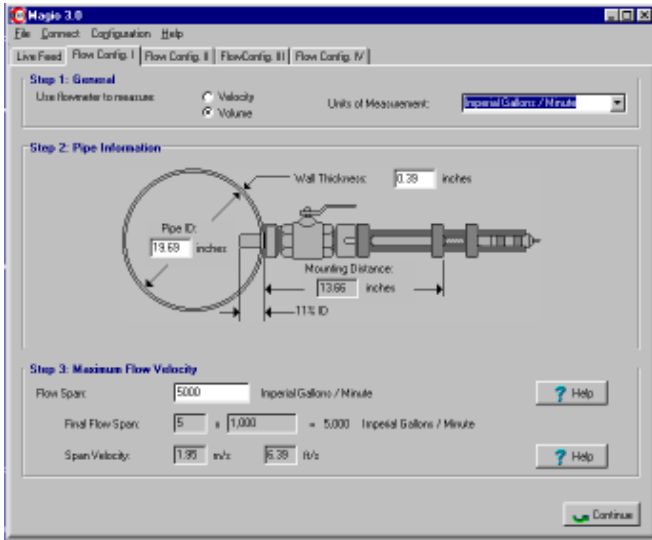 Magio 3.0
File Connect Configuration Help
Live Feed Flow Config. I Flow Config. II FlowConfig. III Flow Config. IV
Step 1: General
Use flowmeter to measure: Velocity Units of Measurement: Imperial Gallons / Minute
Volume
Step 2: Pipe Information
Wall Thickness: 0.39 inches
Pipe ID:
19.69 inches
Mounting Distance:
13.66 inches
11% ID
Step 3: Maximum Flow Velocity
Flow Span: 5000 Imperial Gallons / Minute ? Help
Final Flow Span: 5 x 1,000 = 5,000 Imperial Gallons / Minute
Span Velocity: 1.95 m/s 6.39 ft/s ? Help
Continue